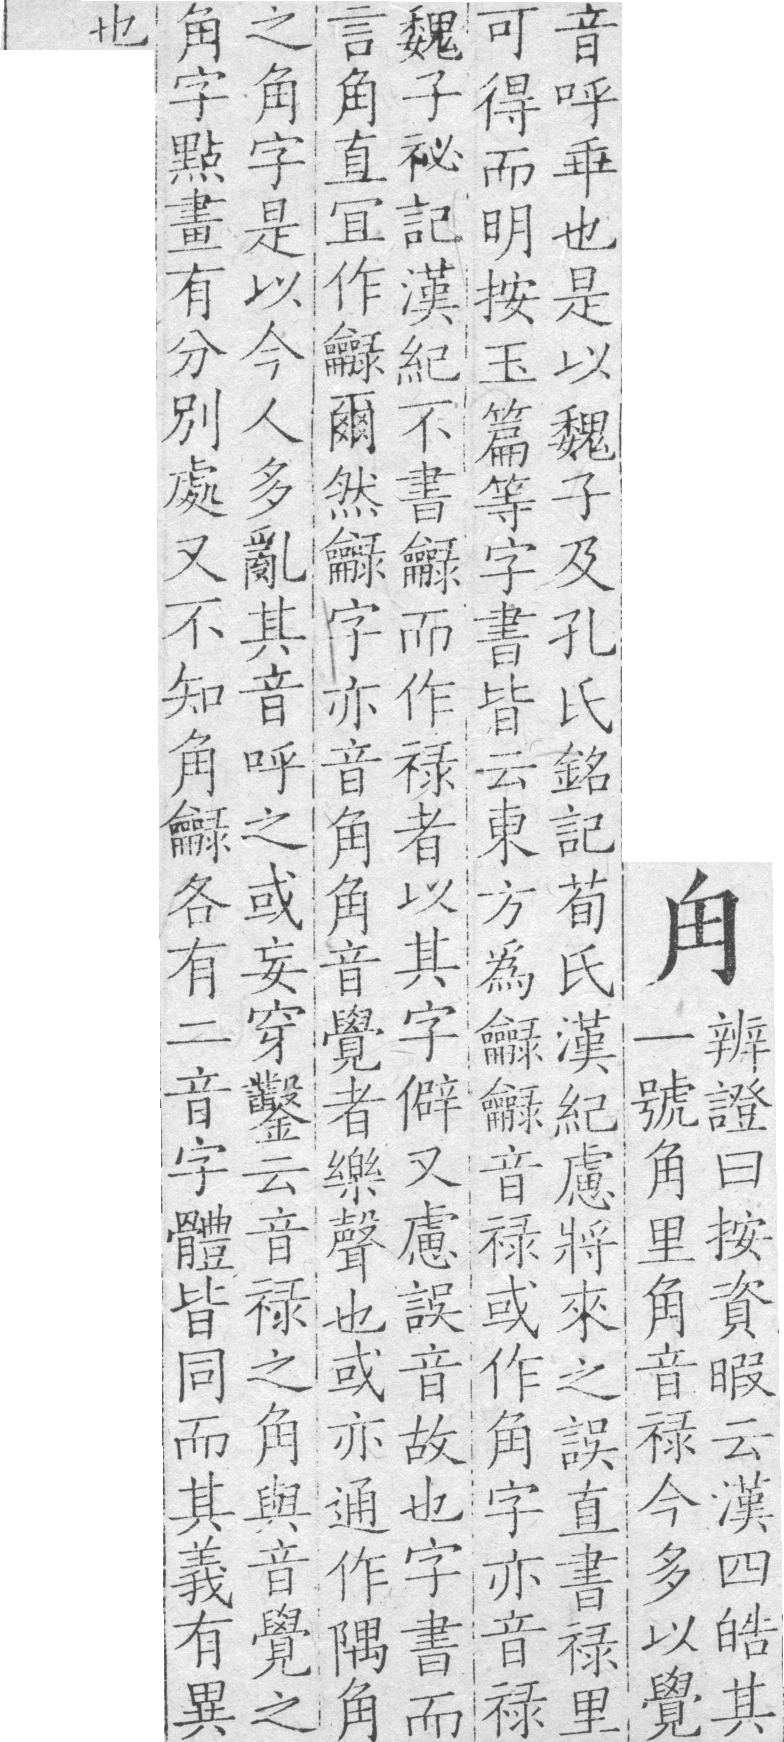 甪
辨證曰按資暇云漢四皓其
一號角里角音祿今多以覺
音呼乖也是以魏子及孔氏銘記荀氏漢紀慮將來之誤直書祿里
可得而明按玉篇等字書皆云東方爲䶵䶵音祿或作角字亦音祿
魏子祕記漢紀不書䶵而作祿者以其字僻又慮誤音故也字書而
言角直宜作䶵爾然䶵字亦音角角音覺者樂聲也或亦通作隅角
之角字是以今人多亂其音呼之或妄穿鑿云音祿之角與音覺之
角字點畫有分別處又不知角䶵各有二音字體皆同而其義有異
也